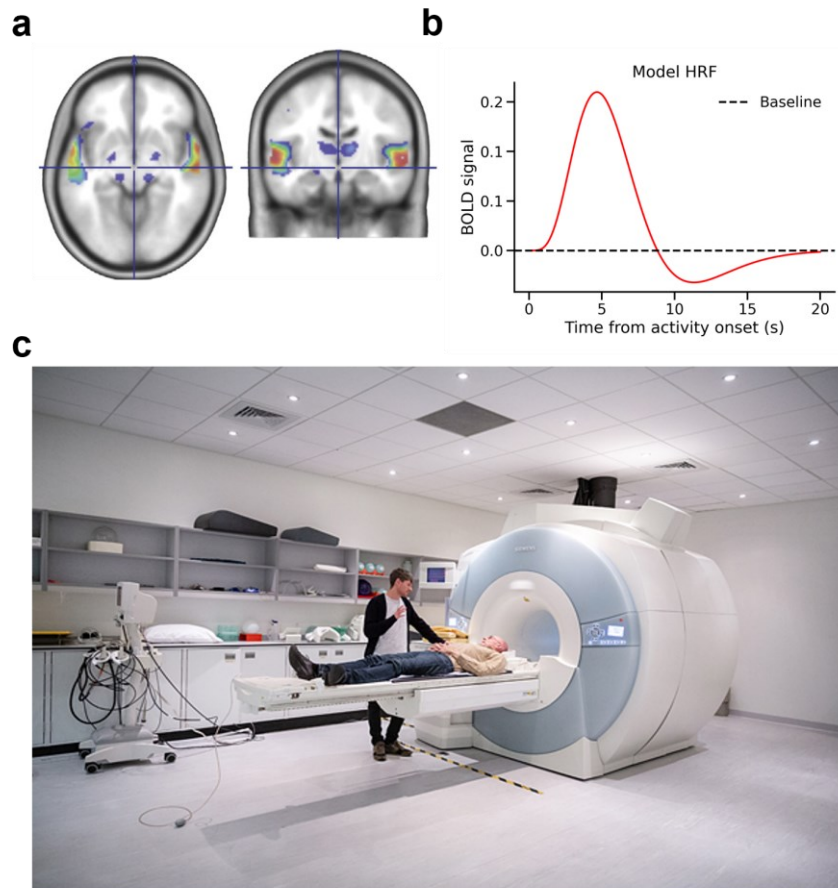 a
b
Model HRF
Baseline
BOLD signal
0.2
0.1
0.1
0.0
0
5
10
15
20
Time from activity onset (s)
c
SIEMENS